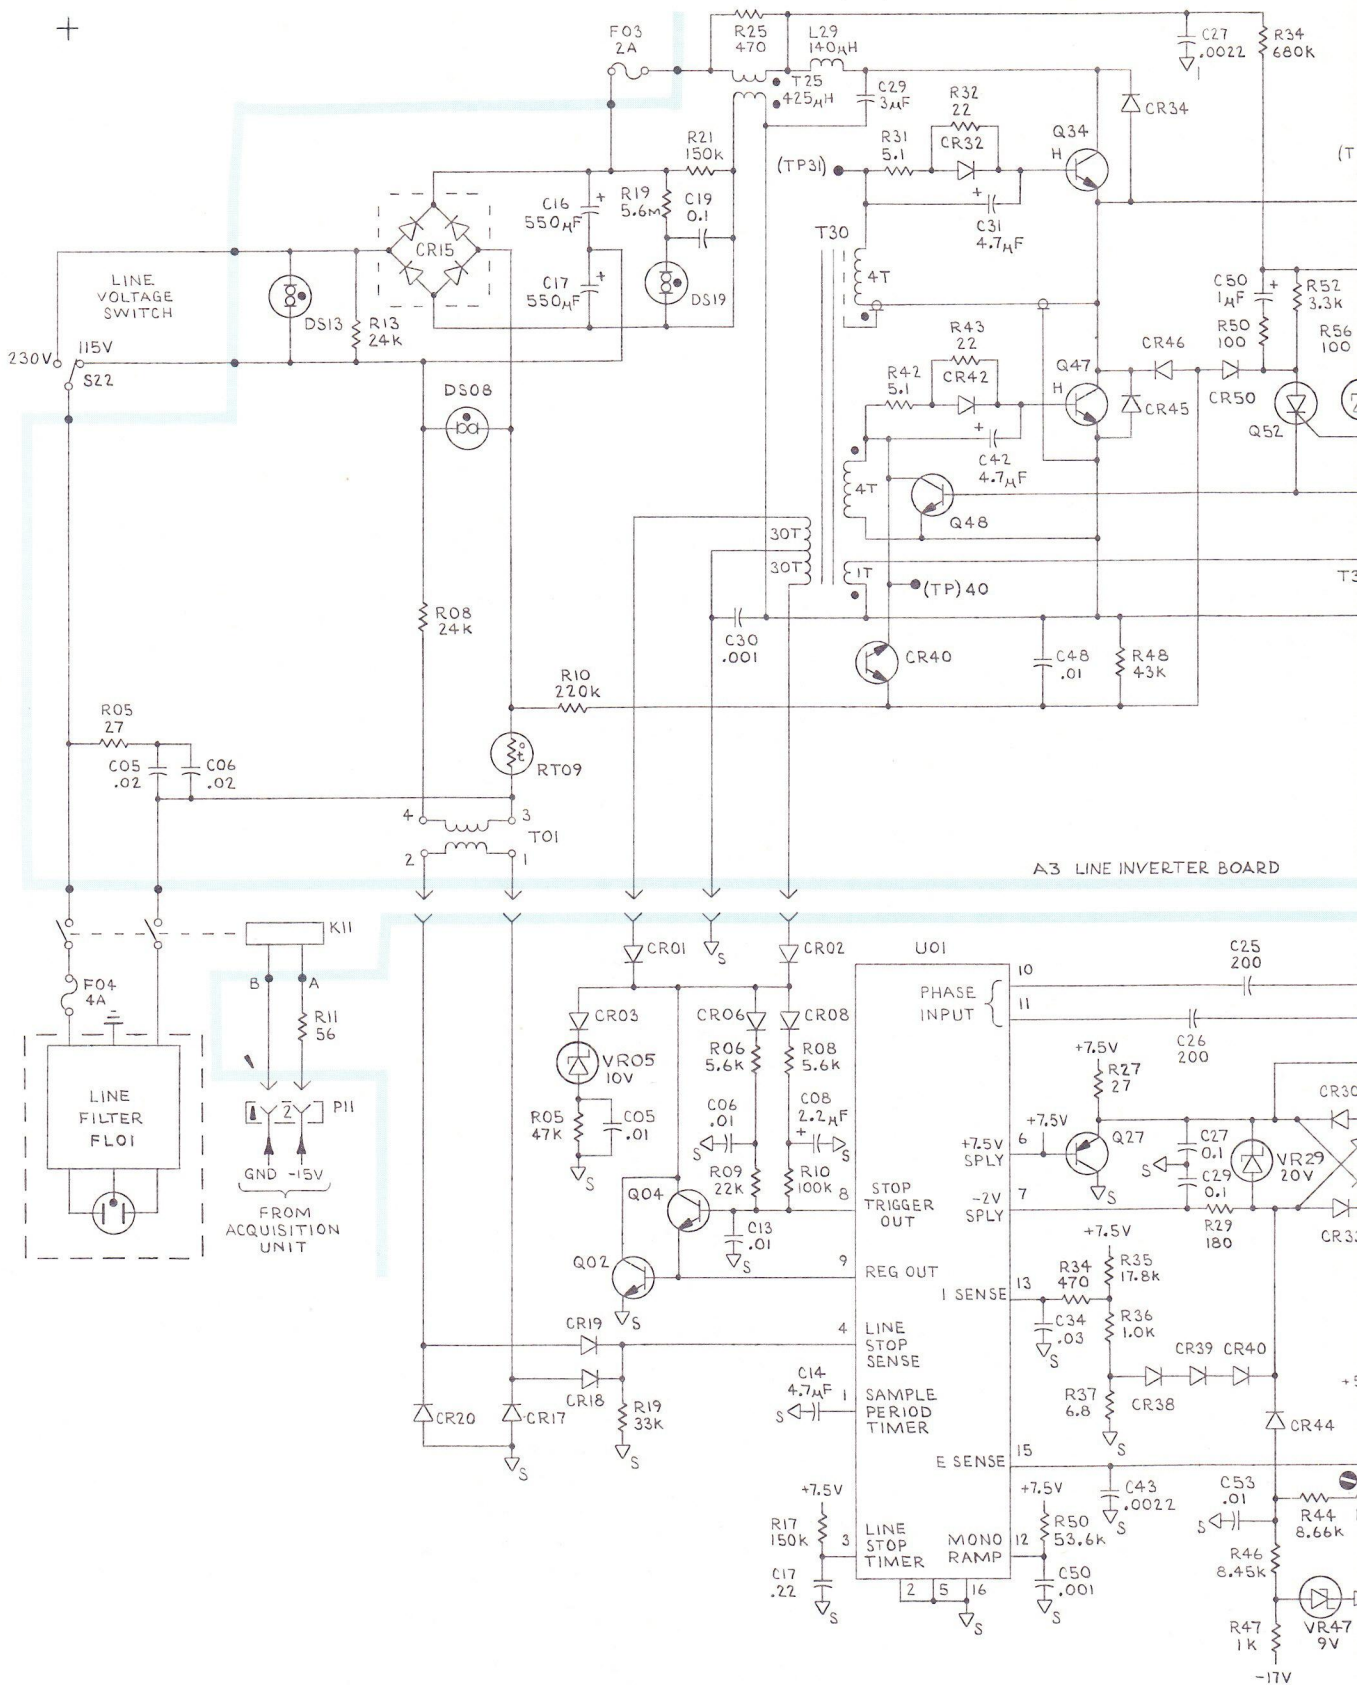 F03
2A
R25
470
L29
140µH
C27
.0022
R34
680K
T25
425µH
C29
3µF
R32
22
CR32
CR34
Q34
H
R21
150K
R31
5.1
(TP31)
(T
R19
5.6M
C19
0.1
C16
550µF
+
CR15
C31
4.7µF
+
T30
4T
LINE
VOLTAGE
SWITCH
C17
550µF
+
DS19
DS13
R13
24K
C50
1µF
+
R52
3.3K
R43
22
CR42
R50
100
R56
100
CR46
230V
115V
S22
R42
5.1
Q47
H
DS08
CR45
CR50
Q52
C42
4.7µF
+
4T
Q48
30T
30T
1T
(TP)40
T3
R08
24K
C30
.001
CR40
C48
.01
R48
43K
R10
220K
R05
27
C05
.02
C06
.02
t°
RT09
4
3
T01
2
1
A3 LINE INVERTER BOARD
K11
S
CR01
CR02
U01
C25
200
F04
4A
B
A
10
PHASE
INPUT
11
R11
56
CR03
CR06
CR08
C26
200
+7.5V
VR05
10V
R06
5.6K
R08
5.6K
R27
27
CR30
LINE
FILTER
FL01
1
2
P11
R05
47K
C05
.01
C06
.01
C08
2.2µF
+
S
S
+7.5V
+7.5V
SPLY
6
Q27
C27
0.1
S
VR29
20V
GND
-15V
S
R09
22K
R10
100K
S
C29
0.1
FROM
ACQUISITION
UNIT
Q04
8
STOP
TRIGGER
OUT
-2V
SPLY
7
R29
180
C13
.01
S
+7.5V
CR32
Q02
9
REG OUT
R34
470
R35
17.8K
I SENSE
13
S
C34
.03
R36
1.0K
S
CR19
4
LINE
STOP
SENSE
CR39
CR40
C14
4.7µF
+5
CR18
1
SAMPLE
PERIOD
TIMER
R37
6.8
CR38
CR20
CR17
R19
33K
S
S
CR44
S
S
15
E SENSE
+7.5V
+7.5V
C43
.0022
S
C53
.01
S
R17
150K
3
LINE
STOP
TIMER
MONO
RAMP
12
R50
53.6K
R44
8.66K
R46
8.45K
C17
.22
S
2
5
16
S
C50
.001
S
R47
1K
VR47
9V
-17V